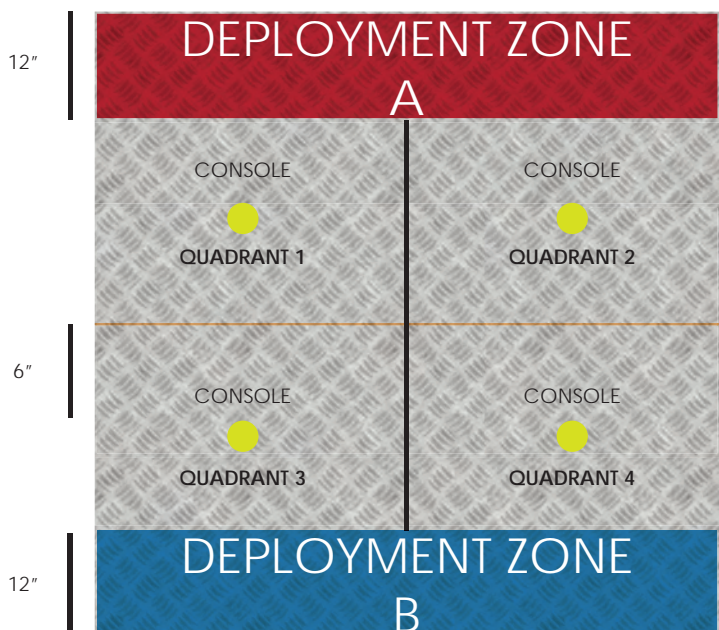 12”
DEPLOYMENT ZONE
A
CONSOLE
CONSOLE
QUADRANT 1
QUADRANT 2
6”
CONSOLE
CONSOLE
QUADRANT 3
QUADRANT 4
12”
DEPLOYMENT ZONE
B